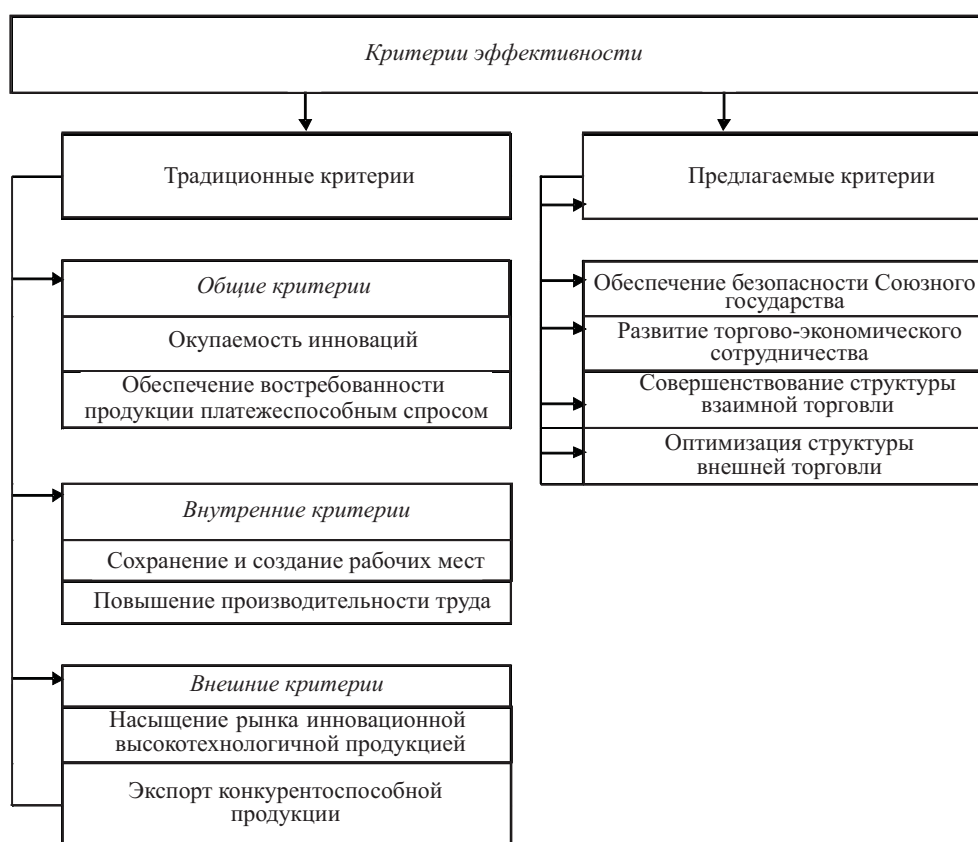 Критерии эффективности
Традиционные критерии
Предлагаемые критерии
Общие критерии
Окупаемость инноваций
Обеспечение востребованности
продукции платежеспособным спросом
Внутренние критерии
Сохранение и создание рабочих мест
Повышение производительности труда
Внешние критерии
Насыщение рынка инновационной
высокотехнологичной продукцией
Экспорт конкурентоспособной
продукции
Обеспечение безопасности Союзного
государства
Развитие торгово-экономического
сотрудничества
Совершенствование структуры
взаимной торговли
Оптимизация структуры
внешней торговли